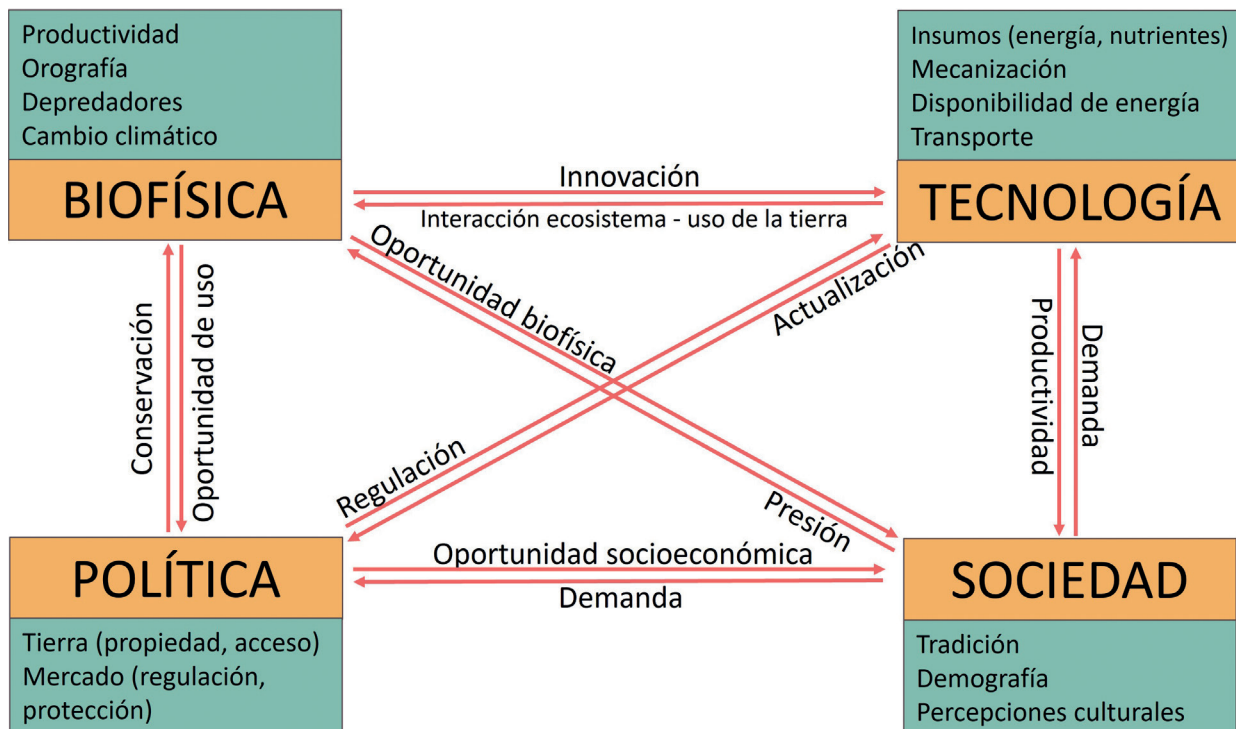 Productividad
Orografía
Depredadores
Cambio climático
BIOFÍSICA
Insumos (energía, nutrientes)
Mecanización
Disponibilidad de energía
Transporte
TECNOLOGÍA
Innovación
Interacción ecosistema - uso de la tierra
Oportunidad biofísica
Actualización
Conservación
Oportunidad de uso
Productividad
Demanda
Regulación
Presión
Oportunidad socioeconómica
Demanda
POLÍTICA
Tierra (propiedad, acceso)
Mercado (regulación,
protección)
SOCIEDAD
Tradición
Demografía
Percepciones culturales